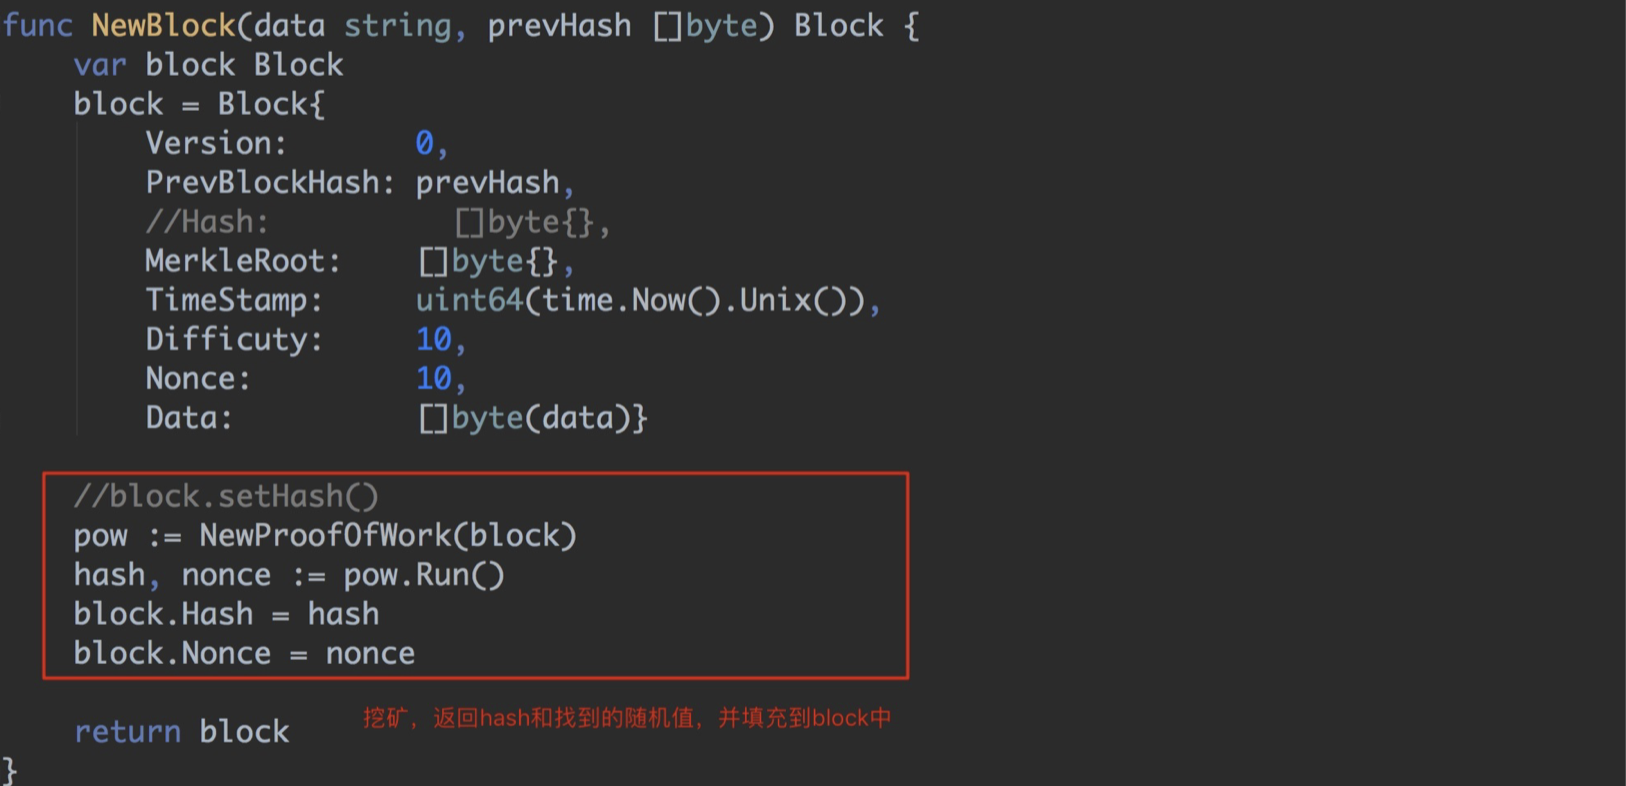 func NewBlock(data string, prevHash []byte) Block {
    var block Block
    block = Block{
        Version:       0,
        PrevBlockHash: prevHash,
        //Hash:          []byte{},
        MerkleRoot:    []byte{},
        TimeStamp:     uint64(time.Now().Unix()),
        Difficuty:     10,
        Nonce:         10,
        Data:          []byte(data)}
    //block.setHash()
    pow := NewProofOfWork(block)
    hash, nonce := pow.Run()
    block.Hash = hash
    block.Nonce = nonce
挖矿，返回hash和找到的随机值，并填充到block中
    return block
}